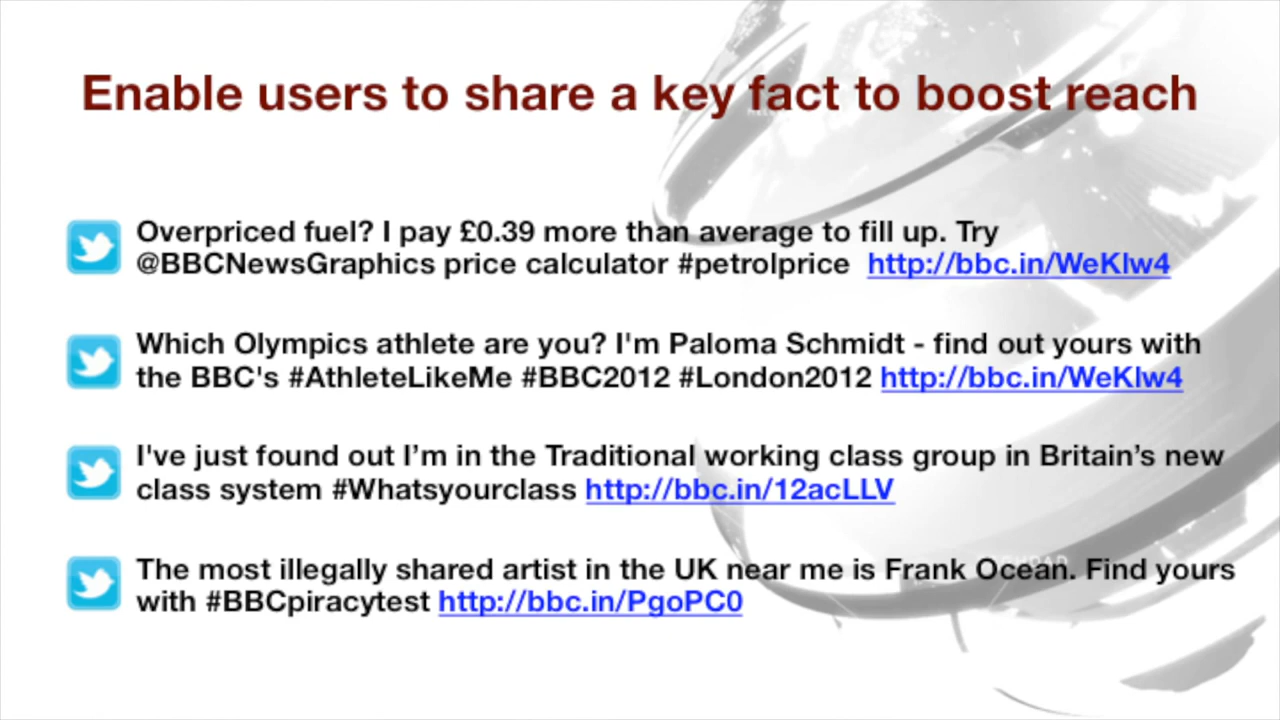 Enable users to share a key fact to boost reach
Overpriced fuel? I pay £0.39 more than average to fill up. Try
@BBCNewsGraphics price calculator #petrolprice http://bbc.in/WeKlw4
Which Olympics athlete are you? I'm Paloma Schmidt - find out yours with
the BBC's #AthleteLikeMe #BBC2012 #London2012 http://bbc.in/WeKlw4
I've just found out I’m in the Traditional working class group in Britain’s new
class system #Whatsyourclass http://bbc.in/12acLLV
The most illegally shared artist in the UK near me is Frank Ocean. Find yours
with #BBCpiracytest http://bbc.in/PgoPC0